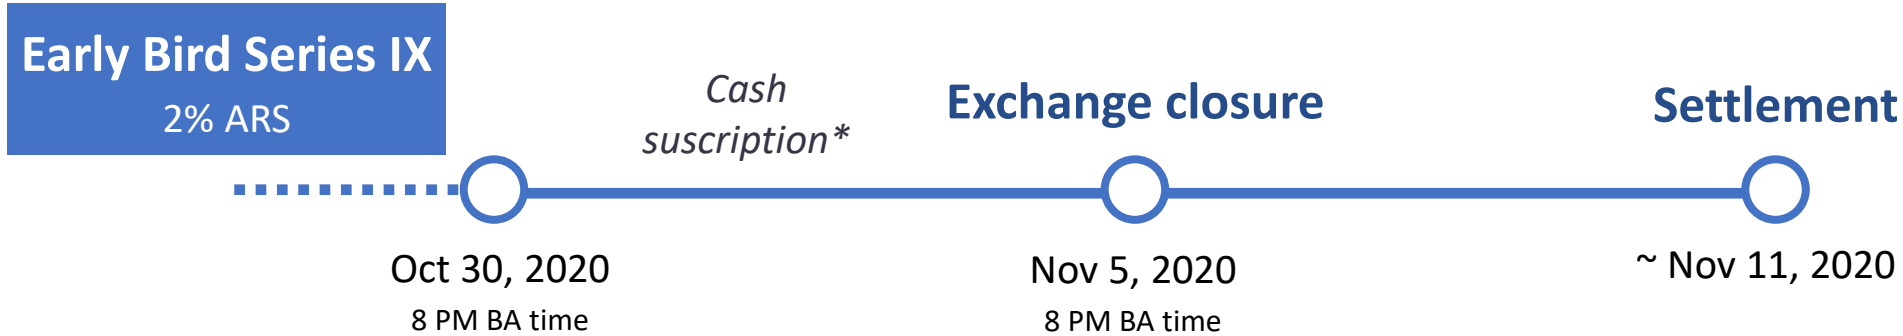 Early Bird Series IX
2% ARS
Cash
suscription*
Exchange closure
Settlement
Oct 30, 2020
8 PM BA time
Nov 5, 2020
8 PM BA time
~ Nov 11, 2020